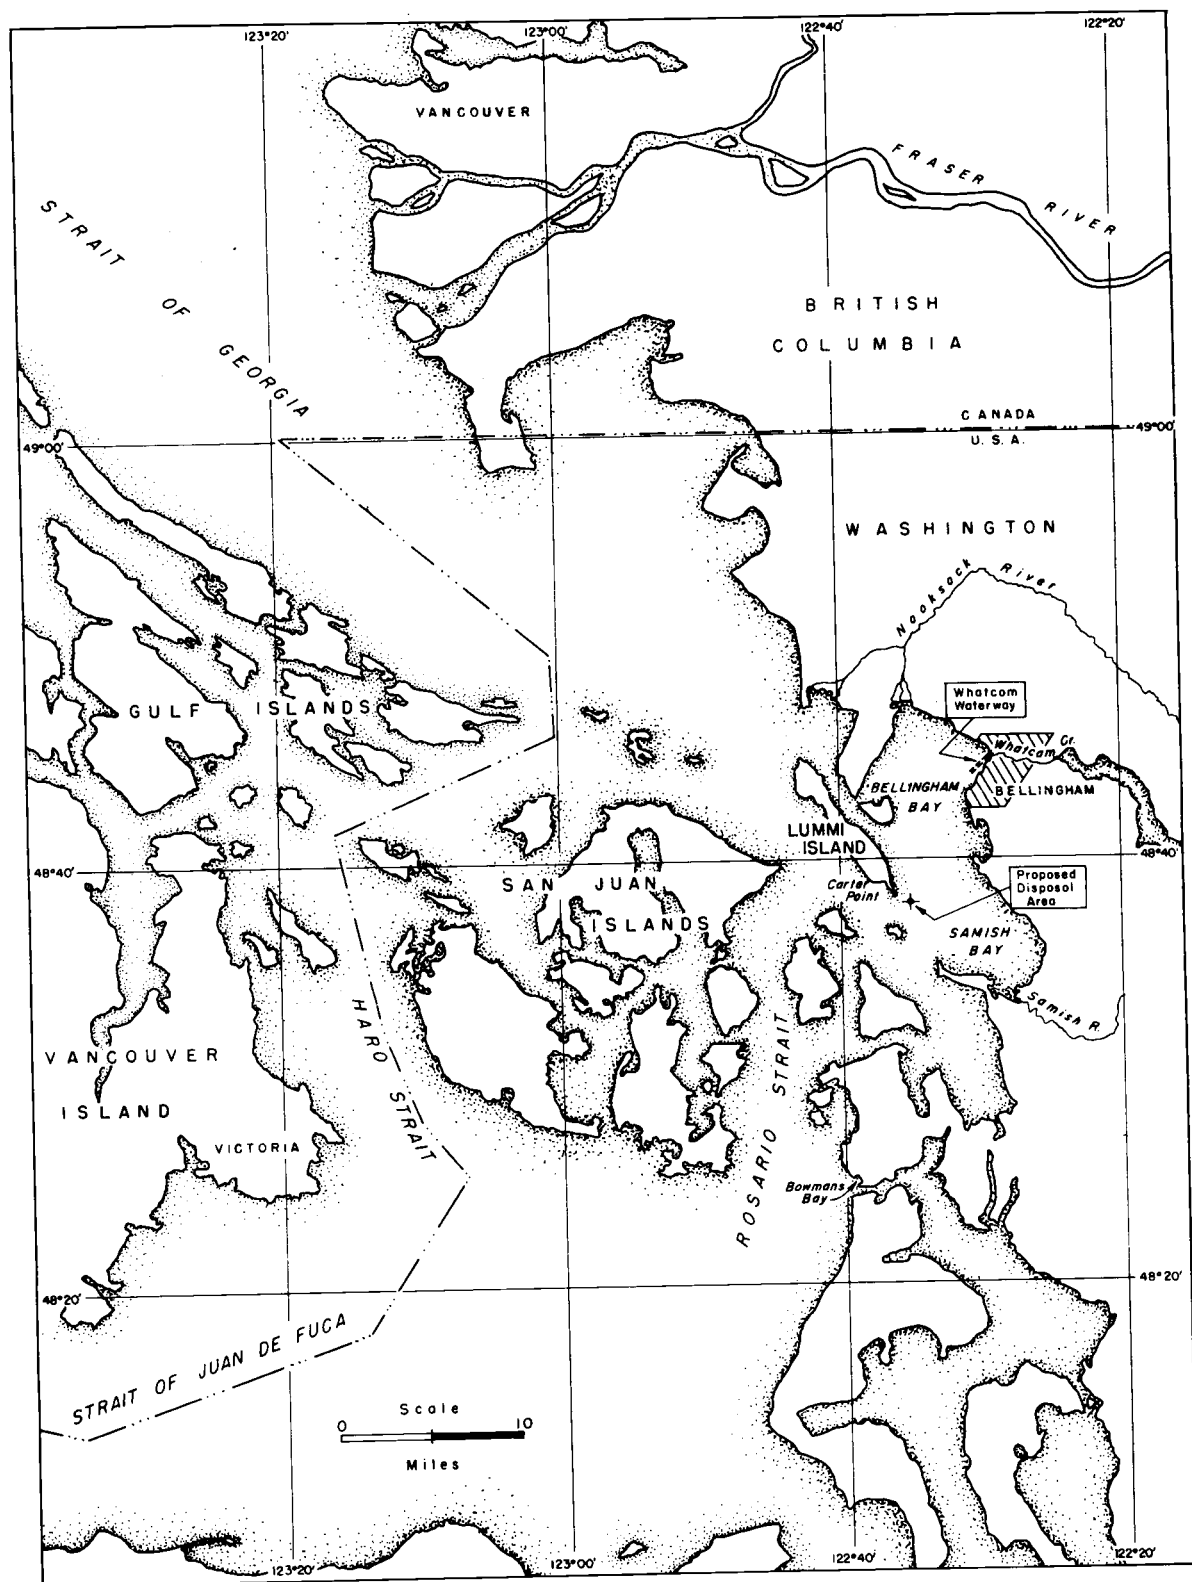 123°20'
123°00'
122°40'
122°20'
VANCOUVER
FRASER RIVER
STRAIT OF GEORGIA
BRITISH
COLUMBIA
CANADA
U.S.A.
49°00'
49°00'
WASHINGTON
Nooksack River
Whatcom
Waterway
GULF ISLANDS
Whatcom Cr.
BELLINGHAM
BELLINGHAM
BAY
LUMMI
ISLAND
48°40'
48°40'
SAN JUAN
ISLANDS
Carter
Point
Proposed
Disposal
Area
SAMISH
BAY
Samish R.
HARO STRAIT
ROSARIO STRAIT
VANCOUVER
ISLAND
VICTORIA
Bowmans
Bay
48°20'
48°20'
STRAIT OF JUAN DE FUCA
Scale
0 10
Miles
123°20'
123°00'
122°40'
122°20'